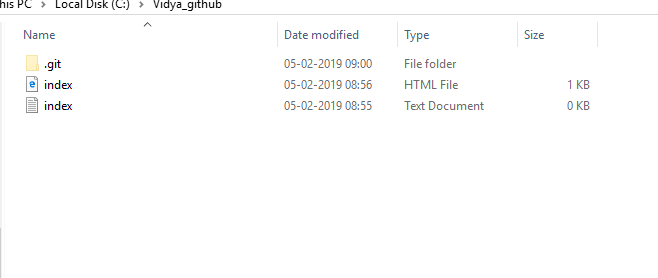 his PC > Local Disk (C:) > Vidya_github
Name Date modified Type Size
.git 05-02-2019 09:00 File folder
index 05-02-2019 08:56 HTML File 1 KB
index 05-02-2019 08:55 Text Document 0 KB